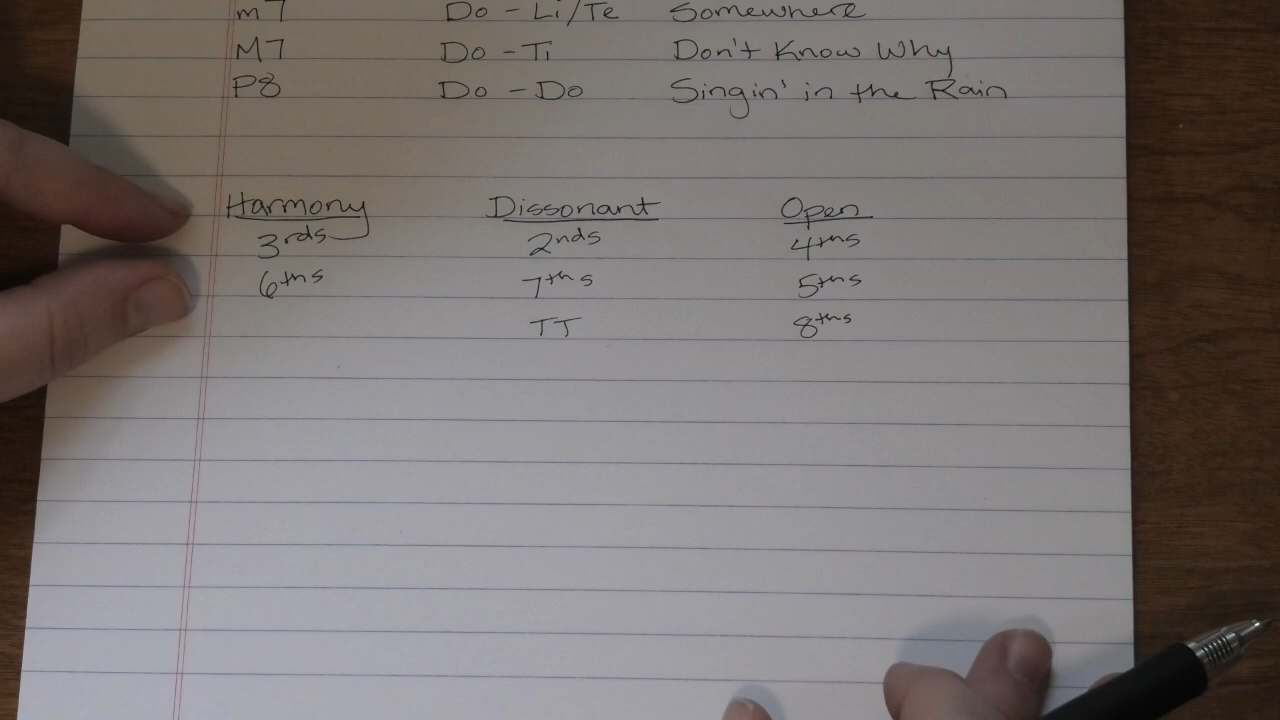 m7 Do - Li/Te Somewhere
M7 Do - Ti Don't Know Why
P8 Do - Do Singin' in the Rain
Harmony Dissonant Open
3rds 2nds 4ths
6ths 7ths 5ths
TT 8ths